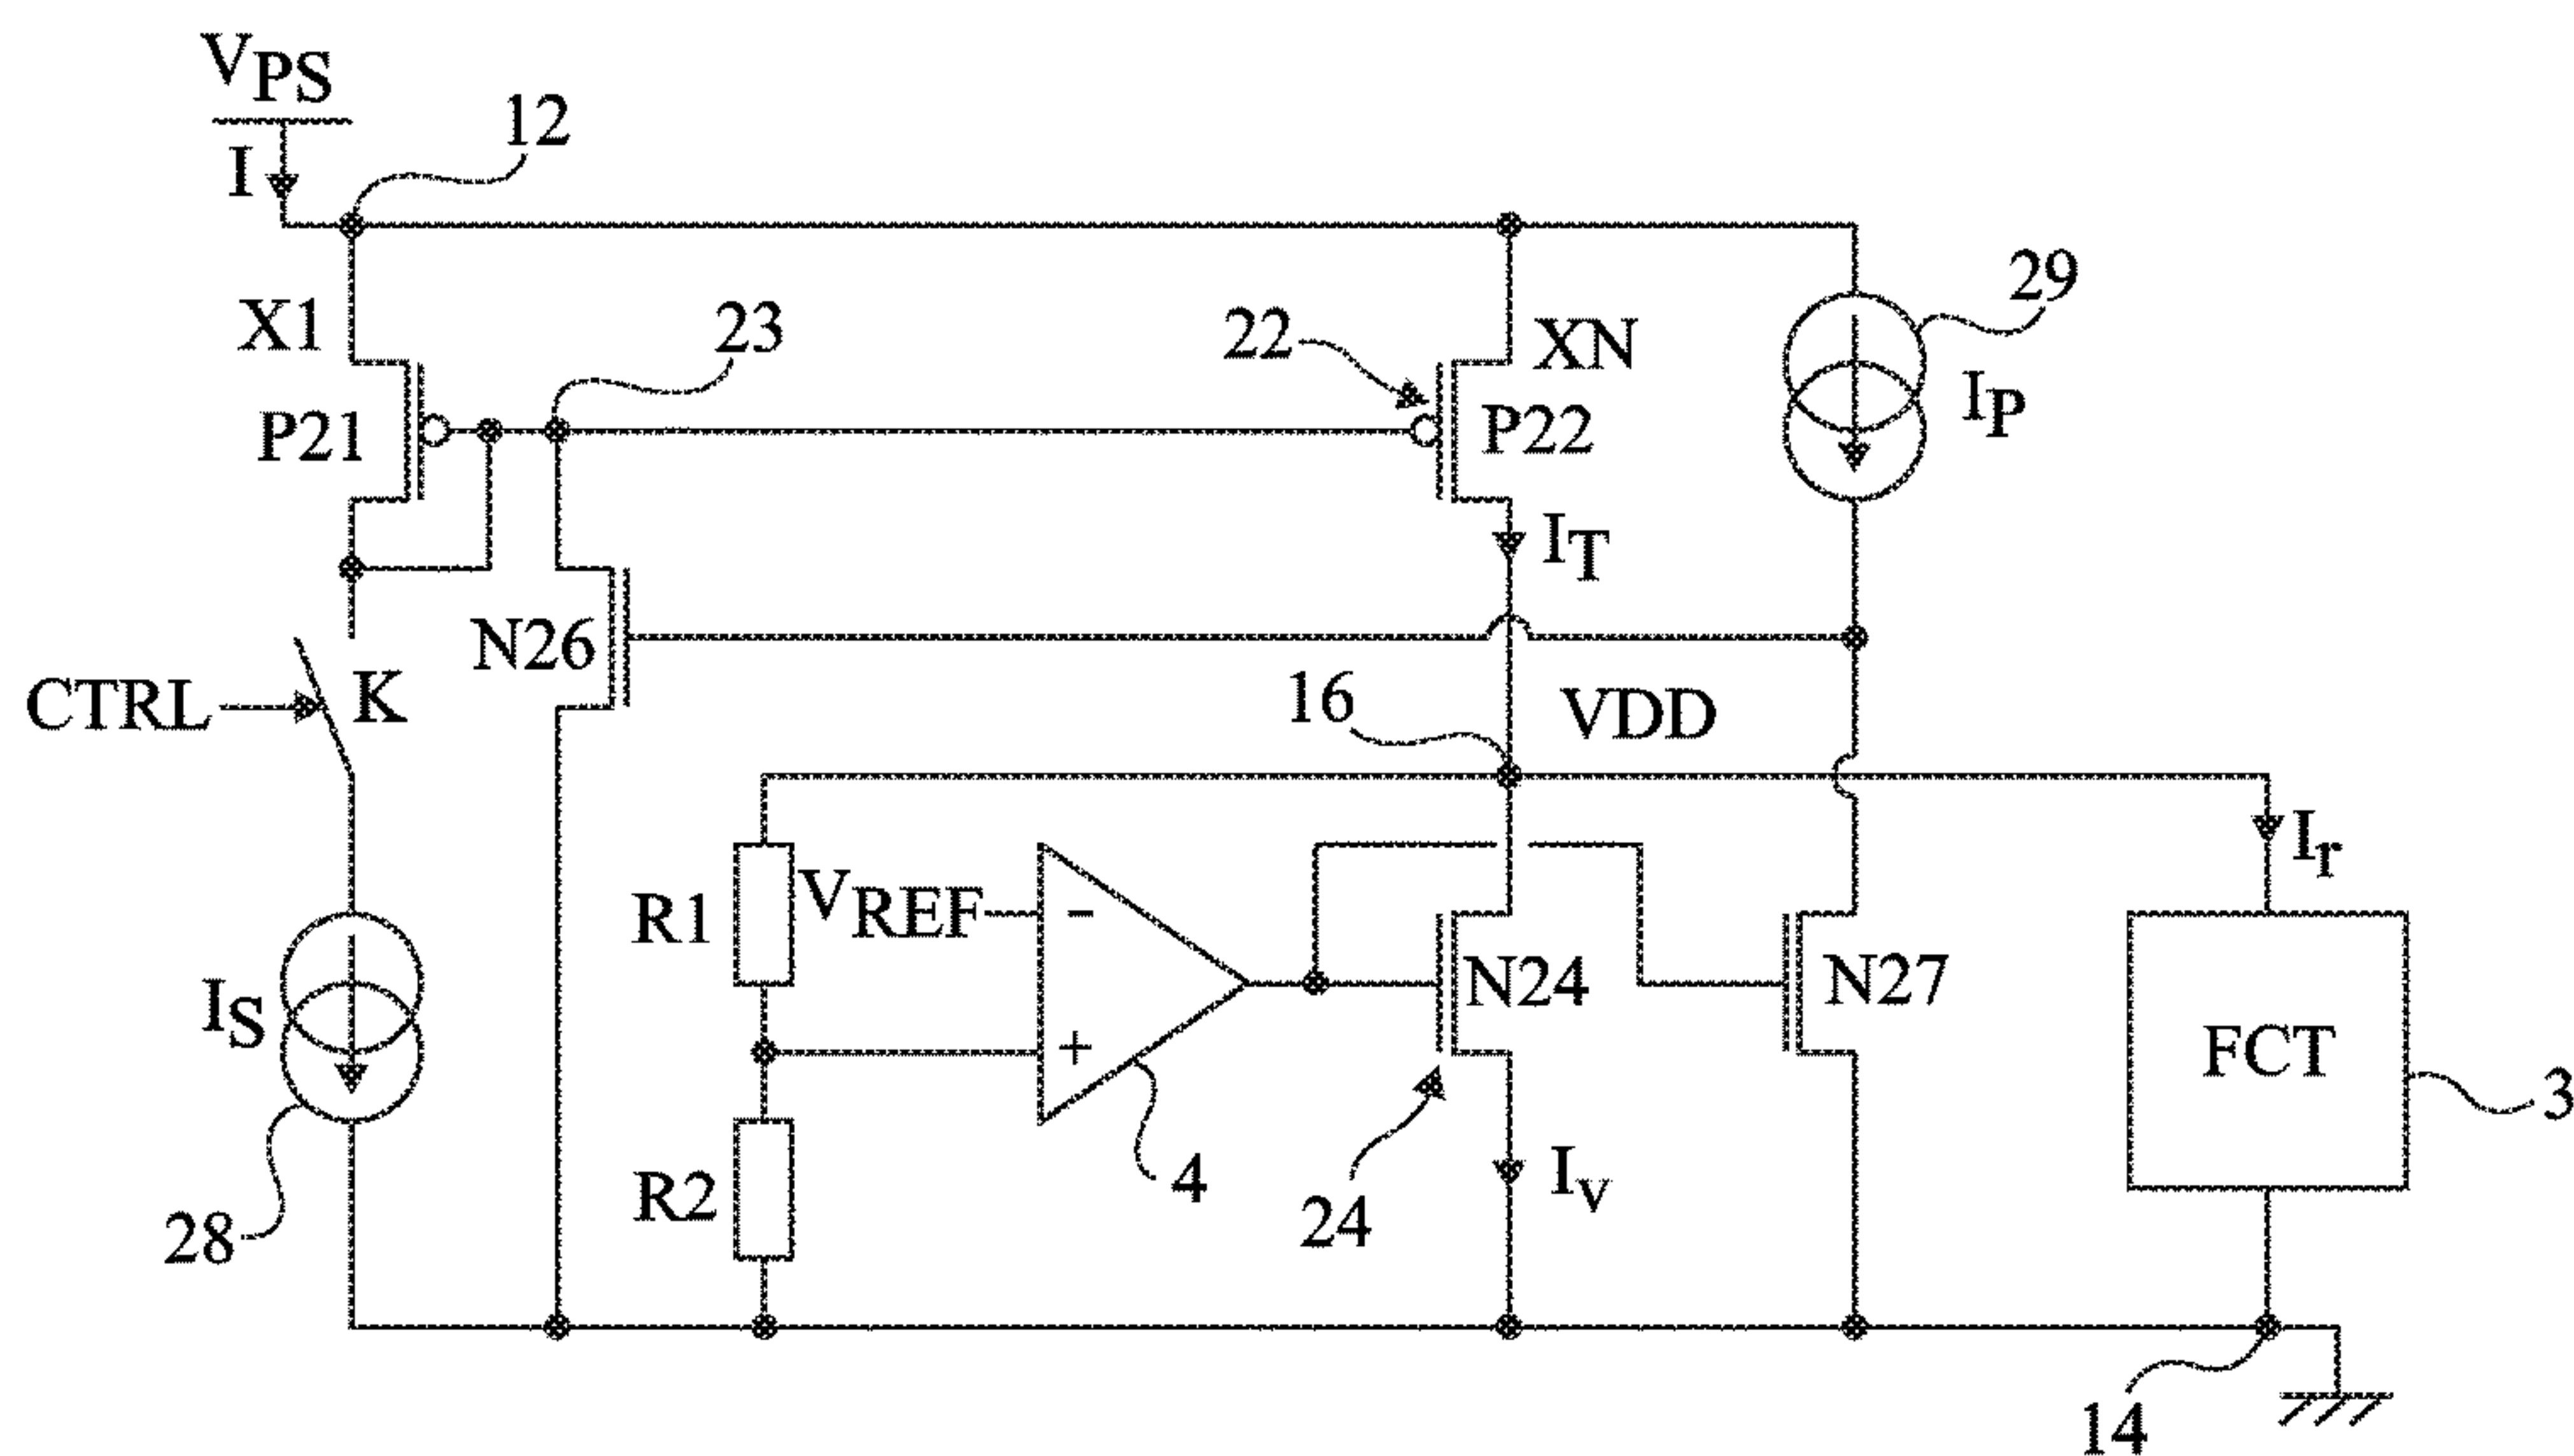 VPS
12
I
X1
23
22
XN
29
P21
P22
IP
IT
N26
CTRL
K
16
VDD
R1
VREF
-
Ir
IS
N24
N27
+
FCT
3
28
R2
4
24
Iv
14